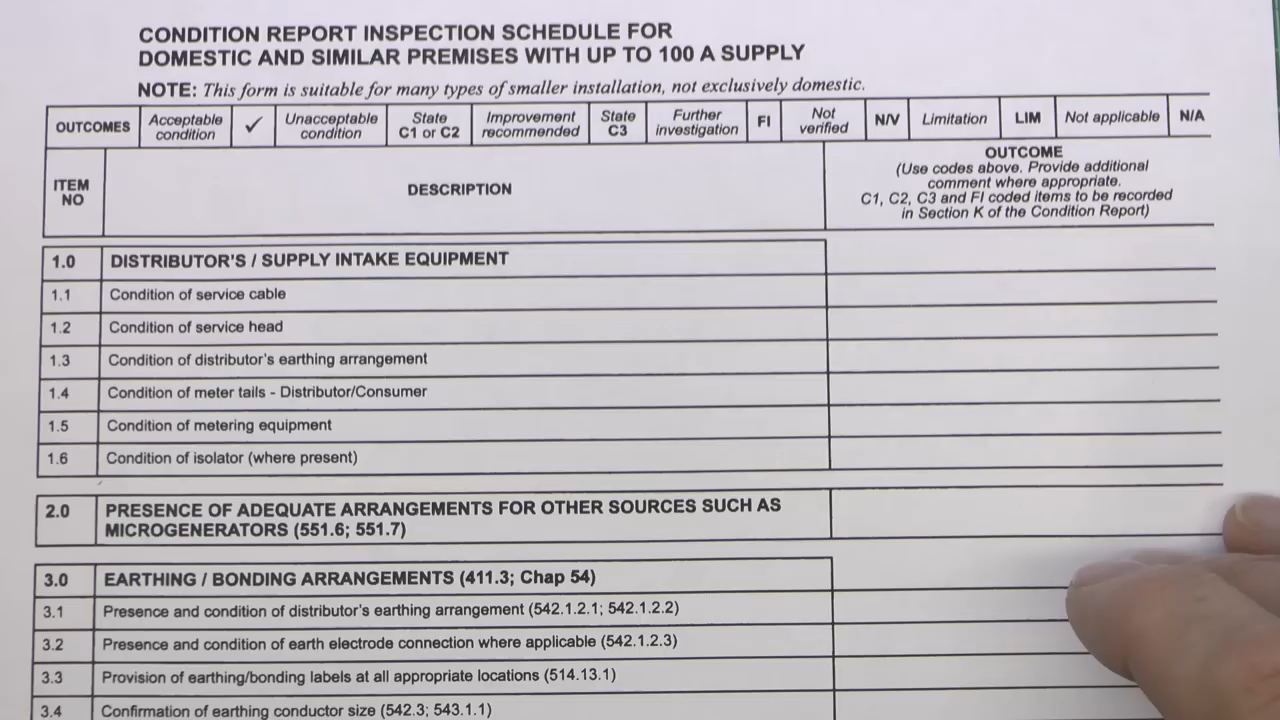 CONDITION REPORT INSPECTION SCHEDULE FOR
DOMESTIC AND SIMILAR PREMISES WITH UP TO 100 A SUPPLY
NOTE: This form is suitable for many types of smaller installation, not exclusively domestic.
OUTCOMES
Acceptable
condition
✓
Unacceptable
condition
State
C1 or C2
Improvement
recommended
State
C3
Further
investigation
FI
Not
verified
N/V
Limitation
LIM
Not applicable
N/A
ITEM
NO
DESCRIPTION
OUTCOME
(Use codes above. Provide additional
comment where appropriate.
C1, C2, C3 and FI coded items to be recorded
in Section K of the Condition Report)
1.0 DISTRIBUTOR'S / SUPPLY INTAKE EQUIPMENT
1.1 Condition of service cable
1.2 Condition of service head
1.3 Condition of distributor's earthing arrangement
1.4 Condition of meter tails - Distributor/Consumer
1.5 Condition of metering equipment
1.6 Condition of isolator (where present)
2.0 PRESENCE OF ADEQUATE ARRANGEMENTS FOR OTHER SOURCES SUCH AS
MICROGENERATORS (551.6; 551.7)
3.0 EARTHING / BONDING ARRANGEMENTS (411.3; Chap 54)
3.1 Presence and condition of distributor's earthing arrangement (542.1.2.1; 542.1.2.2)
3.2 Presence and condition of earth electrode connection where applicable (542.1.2.3)
3.3 Provision of earthing/bonding labels at all appropriate locations (514.13.1)
3.4 Confirmation of earthing conductor size (542.3; 543.1.1)